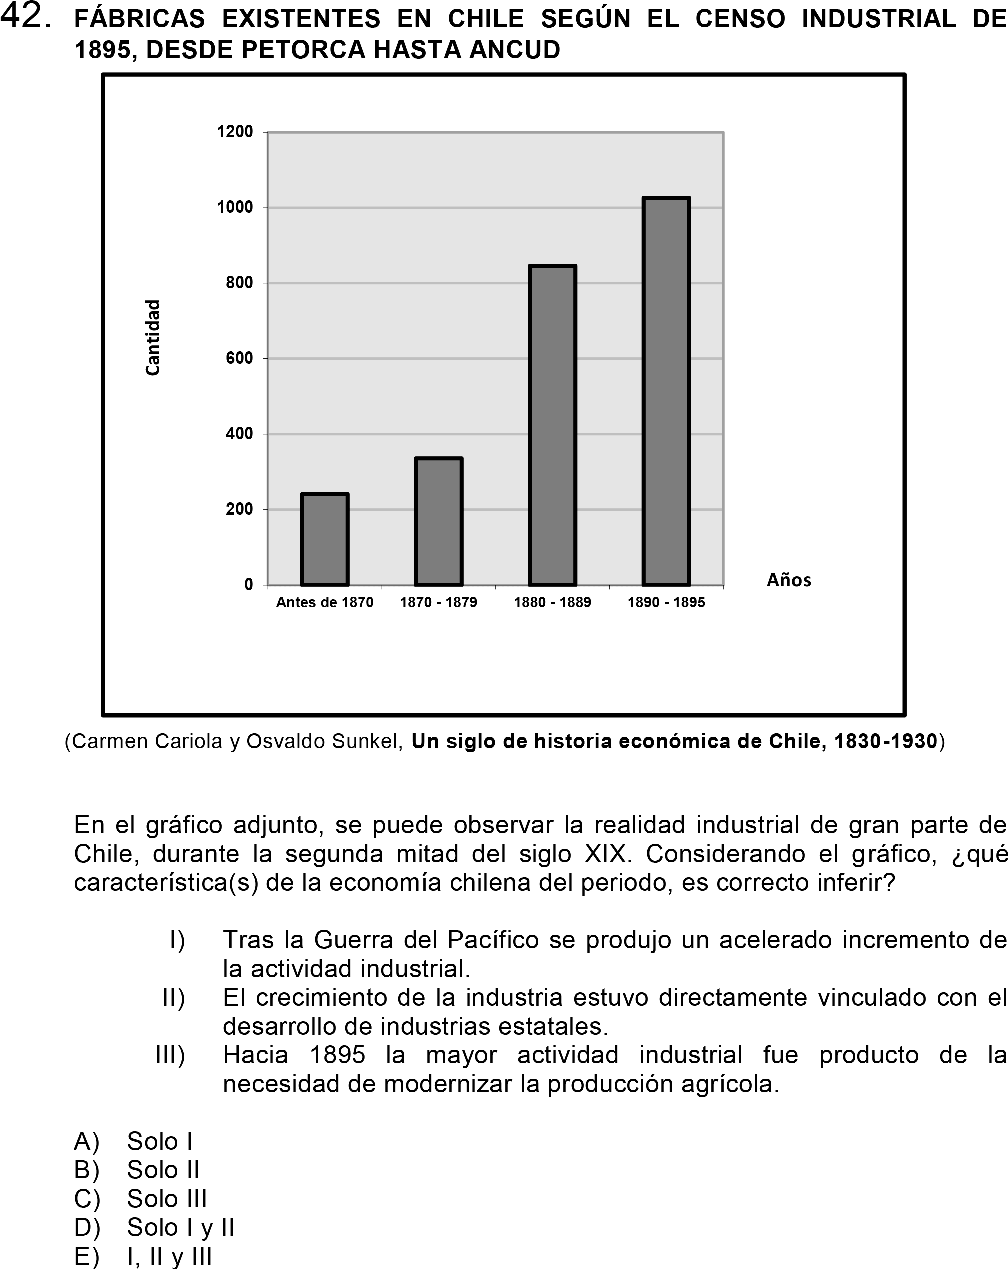 42. FÁBRICAS EXISTENTES EN CHILE SEGÚN EL CENSO INDUSTRIAL DE
1895, DESDE PETORCA HASTA ANCUD
1200
1000
800
600
400
200
0
Cantidad
Antes de 1870 1870 - 1879 1880 - 1889 1890 - 1895
Años
(Carmen Cariola y Osvaldo Sunkel, Un siglo de historia económica de Chile, 1830-1930)
En el gráfico adjunto, se puede observar la realidad industrial de gran parte de
Chile, durante la segunda mitad del siglo XIX. Considerando el gráfico, ¿qué
característica(s) de la economía chilena del periodo, es correcto inferir?
I) Tras la Guerra del Pacífico se produjo un acelerado incremento de
la actividad industrial.
II) El crecimiento de la industria estuvo directamente vinculado con el
desarrollo de industrias estatales.
III) Hacia 1895 la mayor actividad industrial fue producto de la
necesidad de modernizar la producción agrícola.
A) Solo I
B) Solo II
C) Solo III
D) Solo I y II
E) I, II y III